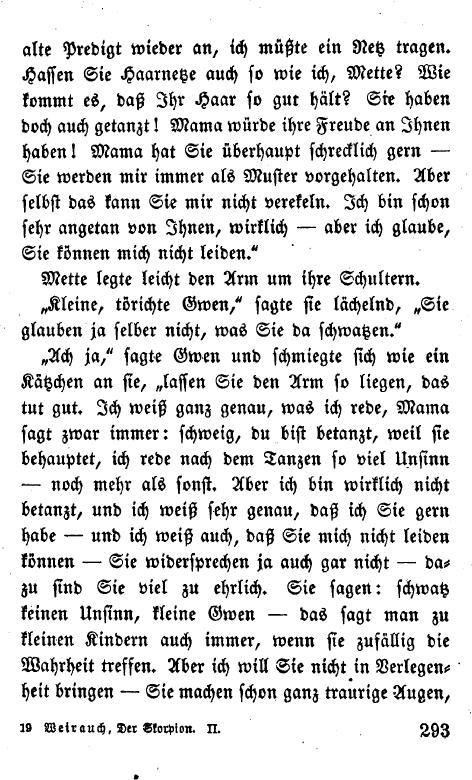 alte Predigt wieder an, ich müßte ein Netz tragen.
Hassen Sie Haarnetze auch so wie ich, Mette? Wie
kommt es, daß Ihr Haar so gut hält? Sie haben
doch auch getanzt! Mama würde ihre Freude an Ihnen
haben! Mama hat Sie überhaupt schrecklich gern —
Sie werden mir immer als Muster vorgehalten. Aber
selbst das kann Sie mir nicht verekeln. Ich bin schon
sehr angetan von Ihnen, wirklich — aber ich glaube,
Sie können mich nicht leiden.“
Mette legte leicht den Arm um ihre Schultern.
„Kleine, törichte Gwen,“ sagte sie lächelnd, „Sie
glauben ja selber nicht, was Sie da schwatzen.“
„Ach ja,“ sagte Gwen und schmiegte sich wie ein
Kätzchen an sie, „lassen Sie den Arm so liegen, das
tut gut. Ich weiß ganz genau, was ich rede, Mama
sagt zwar immer: schweig, du bist betanzt, weil sie
behauptet, ich rede nach dem Tanzen so viel Unsinn
— noch mehr als sonst. Aber ich bin wirklich nicht
betanzt, und ich weiß sehr genau, daß ich Sie gern
habe — und ich weiß auch, daß Sie mich nicht leiden
können — Sie widersprechen ja auch gar nicht — da-
zu sind Sie viel zu ehrlich. Sie sagen: schwatz
keinen Unsinn, kleine Gwen — das sagt man zu
kleinen Kindern auch immer, wenn sie zufällig die
Wahrheit treffen. Aber ich will Sie nicht in Verlegen-
heit bringen — Sie machen schon ganz traurige Augen,
19 Weirauch, Der Skorpion. II. 293